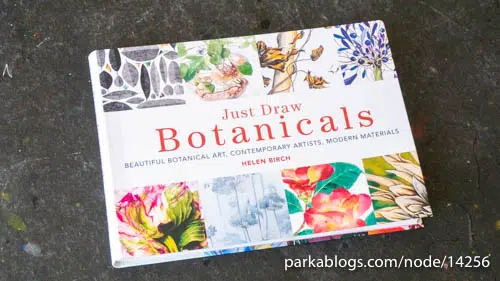 Just Draw
Botanicals
BEAUTIFUL BOTANICAL ART, CONTEMPORARY ARTISTS, MODERN MATERIALS
HELEN BIRCH
parkablogs.com/node/14256